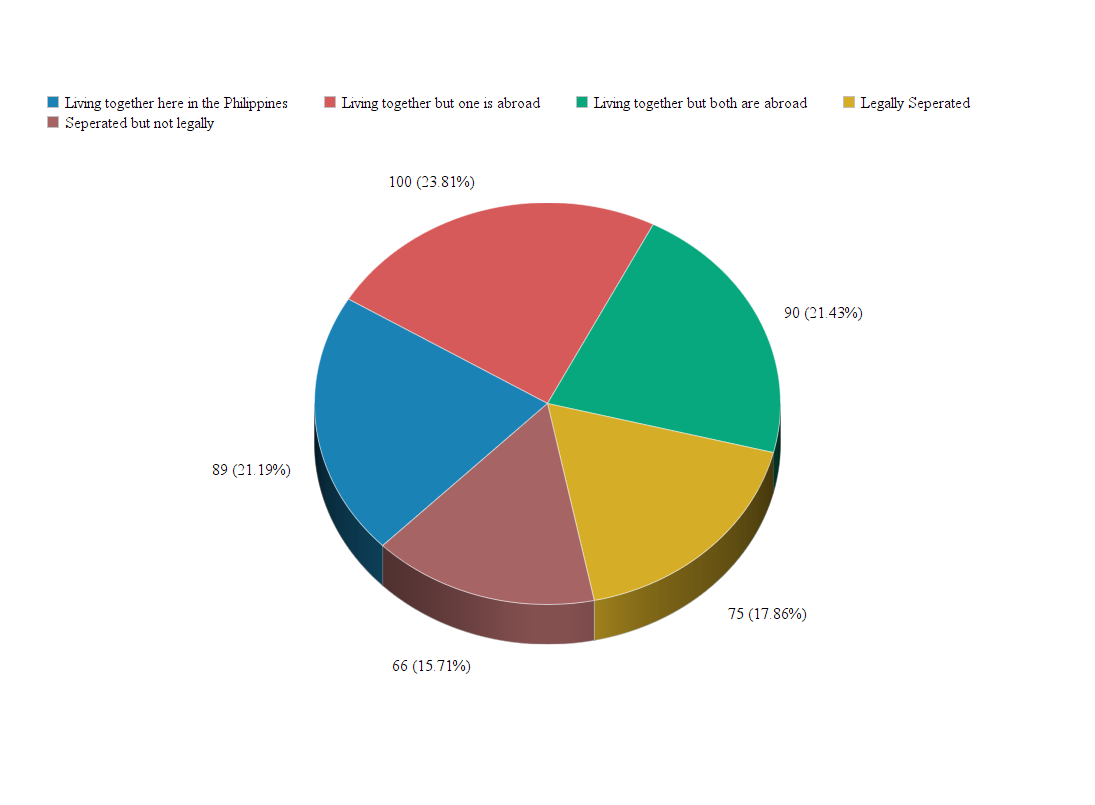 Living together here in the Philippines Living together but one is abroad Living together but both are abroad Legally Seperated
Seperated but not legally
100 (23.81%)
90 (21.43%)
89 (21.19%)
75 (17.86%)
66 (15.71%)